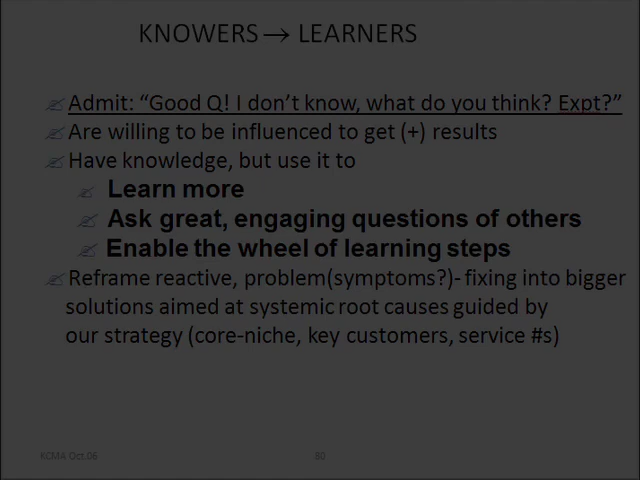 KNOWERS → LEARNERS
Admit: “Good Q! I don’t know, what do you think? Expt?”
Are willing to be influenced to get (+) results
Have knowledge, but use it to
Learn more
Ask great, engaging questions of others
Enable the wheel of learning steps
Reframe reactive, problem(symptoms?)- fixing into bigger
solutions aimed at systemic root causes guided by
our strategy (core-niche, key customers, service #s)
KCMA Oct.06
80